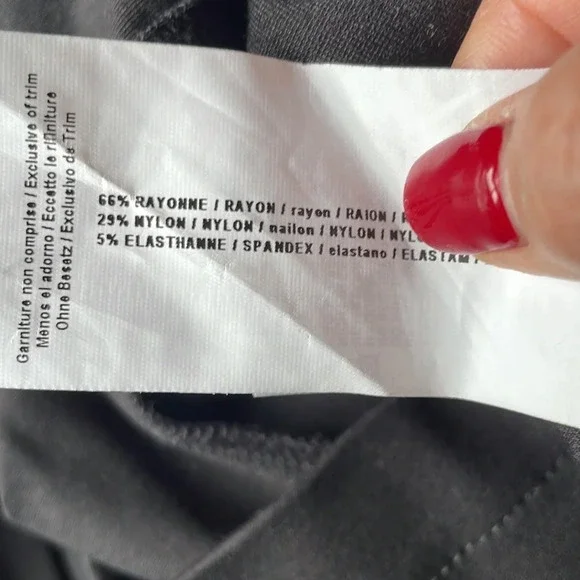 Garniture non comprise / Exclusive of trim
Menos el adorno / Eccetto le rifiniture
Ohne Besetz / Exclusivo de Trim
66% RAYONNE / RAYON / rayon / RAION /
29% NYLON / NYLON / nailon / NYLON /
5% ELASTHANNE / SPANDEX / elastano /